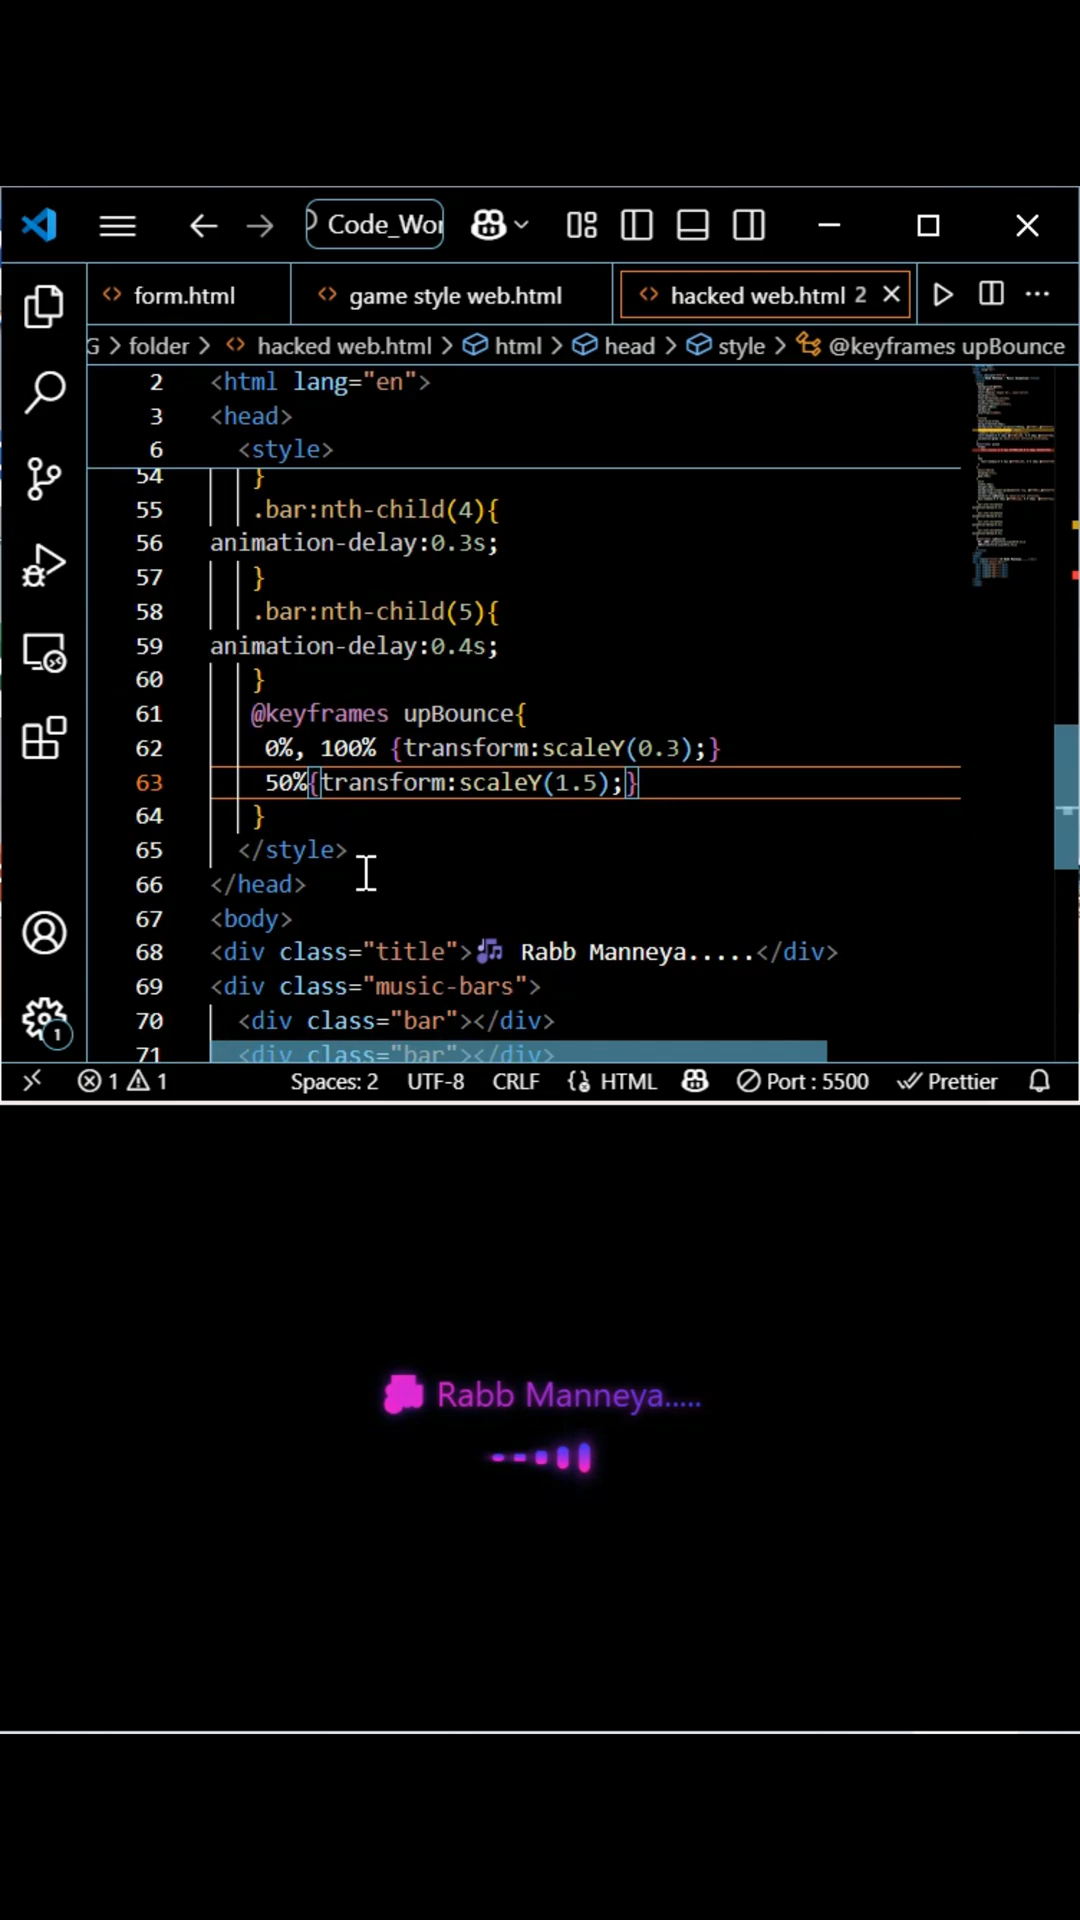 Code_Wor
form.html
game style web.html
hacked web.html 2
G > folder > hacked web.html > html > head > style > @keyframes upBounce
2 <html lang="en">
3 <head>
6 <style>
54 }
55 .bar:nth-child(4){
56 animation-delay:0.3s;
57 }
58 .bar:nth-child(5){
59 animation-delay:0.4s;
60 }
61 @keyframes upBounce{
62 0%, 100% {transform:scaleY(0.3);}
63 50%{transform:scaleY(1.5);}
64 }
65 </style>
66 </head>
67 <body>
68 <div class="title">🎵 Rabb Manneya.....</div>
69 <div class="music-bars">
70 <div class="bar"></div>
71 <div class="bar"></div>
1
1 1 Spaces: 2 UTF-8 CRLF HTML Port : 5500 Prettier
Rabb Manneya.....